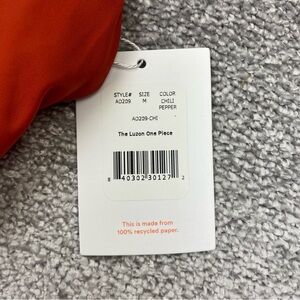 STYLE# SIZE COLOR
AO209 M CHILI
PEPPER
AO209-CHI
The Luzon One Piece
8 40302 30127 2
This is made from
100% recycled paper.